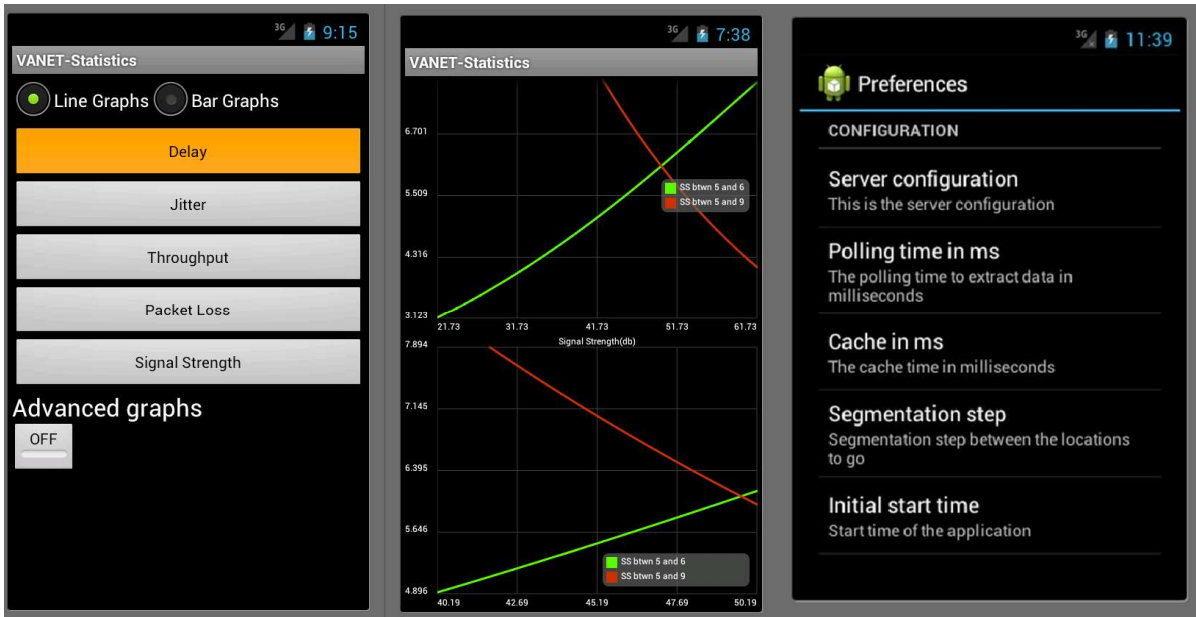 3G 9:15
VANET-Statistics
Line Graphs Bar Graphs
Delay
Jitter
Throughput
Packet Loss
Signal Strength
Advanced graphs
OFF
3G 7:38
VANET-Statistics
6.701
5.509
4.316
3.123
SS btwn 5 and 6
SS btwn 5 and 9
21.73 31.73 41.73 51.73 61.73
Signal Strength(db)
7.894
7.145
6.395
5.646
4.896
SS btwn 5 and 6
SS btwn 5 and 9
40.19 42.69 45.19 47.69 50.19
3G 11:39
Preferences
CONFIGURATION
Server configuration
This is the server configuration
Polling time in ms
The polling time to extract data in
milliseconds
Cache in ms
The cache time in milliseconds
Segmentation step
Segmentation step between the locations
to go
Initial start time
Start time of the application